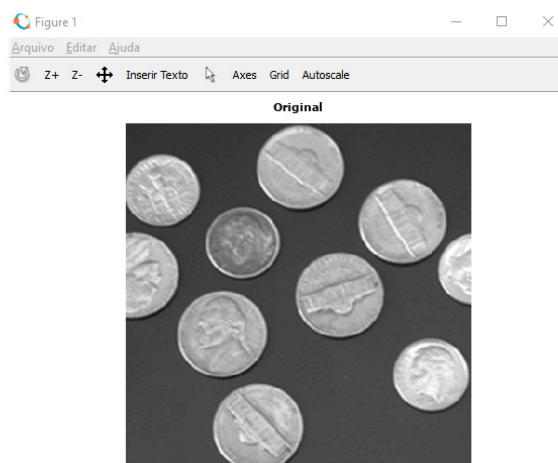 Figure 1
Arquivo Editar Ajuda
Z+ Z- Inserir Texto Axes Grid Autoscale
Original